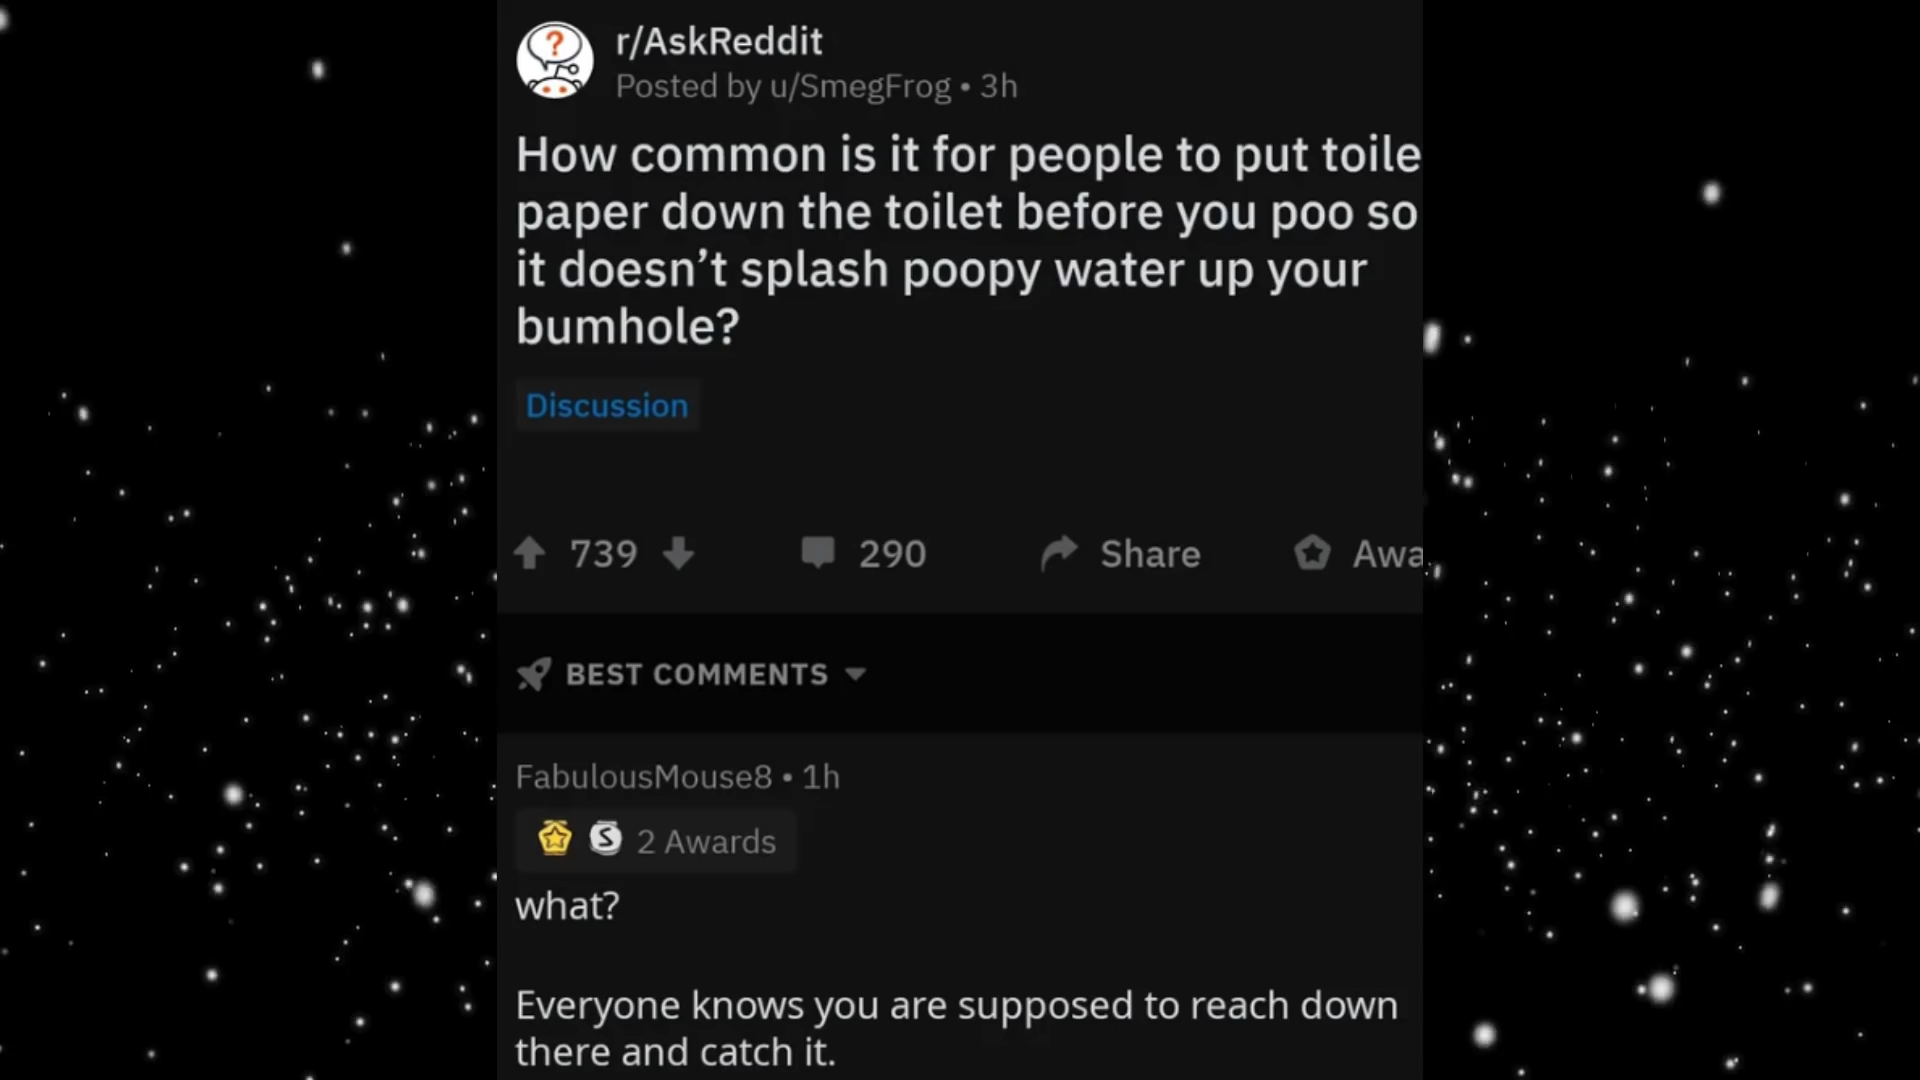 r/AskReddit
Posted by u/SmegFrog • 3h
How common is it for people to put toile
paper down the toilet before you poo so
it doesn’t splash poopy water up your
bumhole?
Discussion
739
290
Share
Awa
BEST COMMENTS
FabulousMouse8 • 1h
2 Awards
what?
Everyone knows you are supposed to reach down
there and catch it.